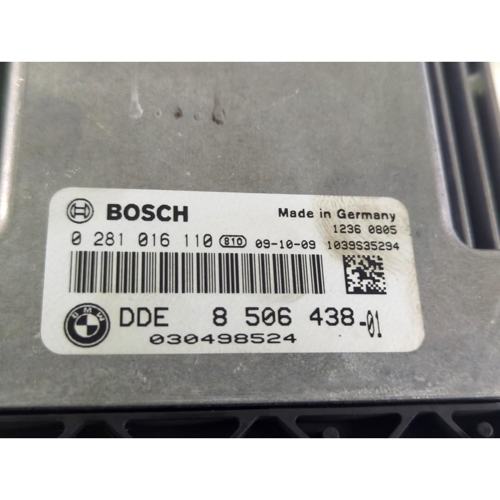 BOSCH
Made in Germany
1236 0805
0 281 016 110 810 09-10-09 1039S35294
BMW DDE 8 506 438-01
030498524